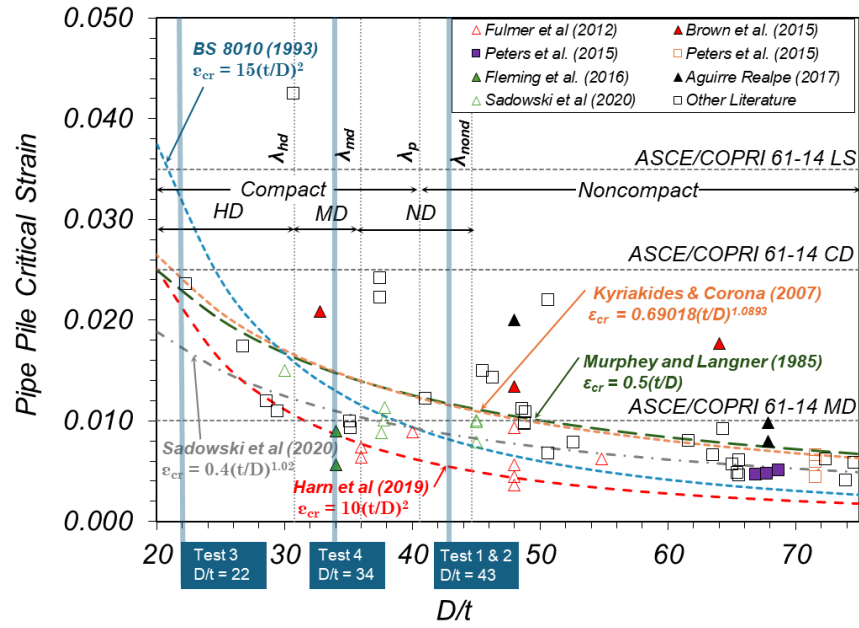 0.050
0.040
0.030
0.020
0.010
0.000
Pipe Pile Critical Strain
BS 8010 (1993)
εcr = 15(t/D)²
Fulmer et al (2012)
Brown et al. (2015)
Peters et al. (2015)
Peters et al. (2015)
Fleming et al. (2016)
Aguirre Realpe (2017)
Sadowski et al (2020)
Other Literature
λhd
λmd
λp
λnond
ASCE/COPRI 61-14 LS
Compact
Noncompact
HD
MD
ND
ASCE/COPRI 61-14 CD
Kyriakides & Corona (2007)
εcr = 0.69018(t/D)^1.0893
Murphey and Langner (1985)
εcr = 0.5(t/D)
ASCE/COPRI 61-14 MD
Sadowski et al (2020)
εcr = 0.4(t/D)^1.02
Harn et al (2019)
εcr = 10(t/D)²
20
30
40
50
60
70
Test 3
D/t = 22
Test 4
D/t = 34
Test 1 & 2
D/t = 43
D/t